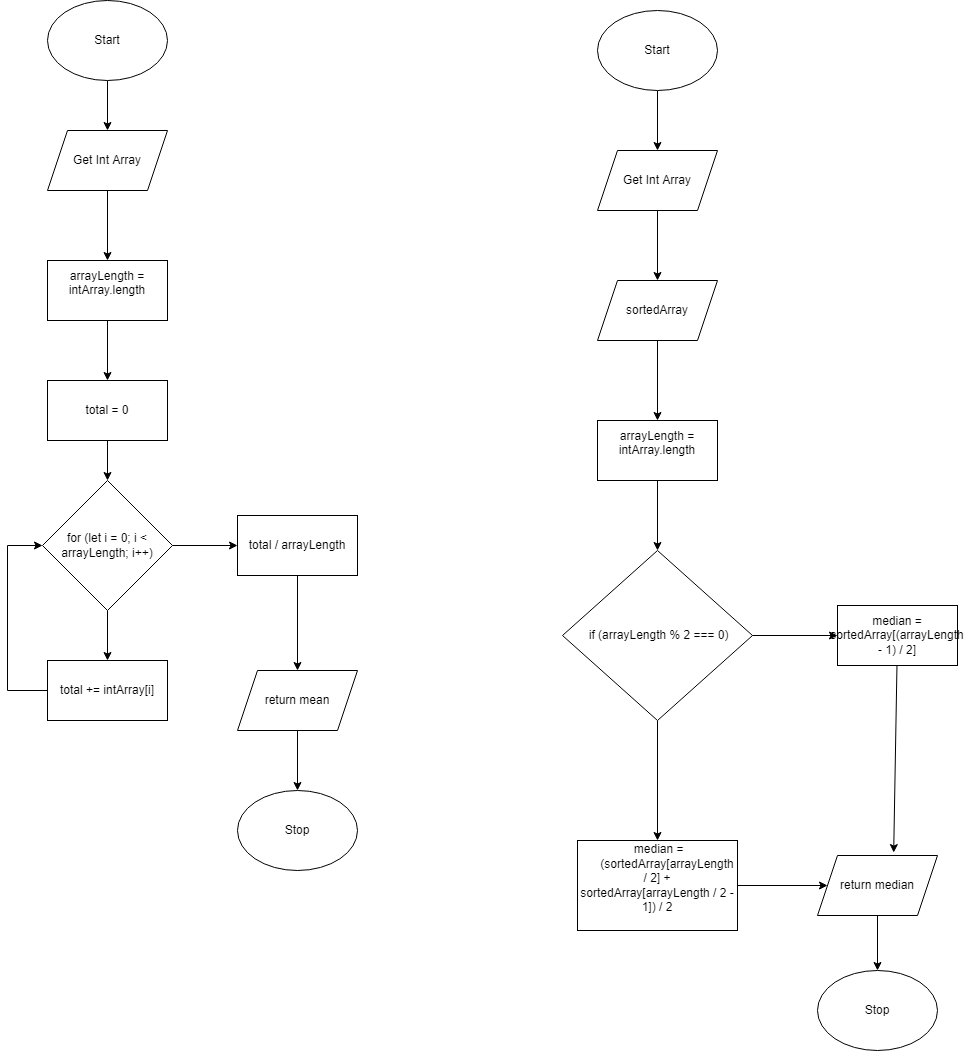 Start
Get Int Array
arrayLength =
intArray.length
total = 0
for (let i = 0; i <
arrayLength; i++)
total += intArray[i]
total / arrayLength
return mean
Stop
Start
Get Int Array
sortedArray
arrayLength =
intArray.length
if (arrayLength % 2 === 0)
median =
sortedArray[(arrayLength
- 1) / 2]
median =
(sortedArray[arrayLength
/ 2] +
sortedArray[arrayLength / 2 -
1]) / 2
return median
Stop